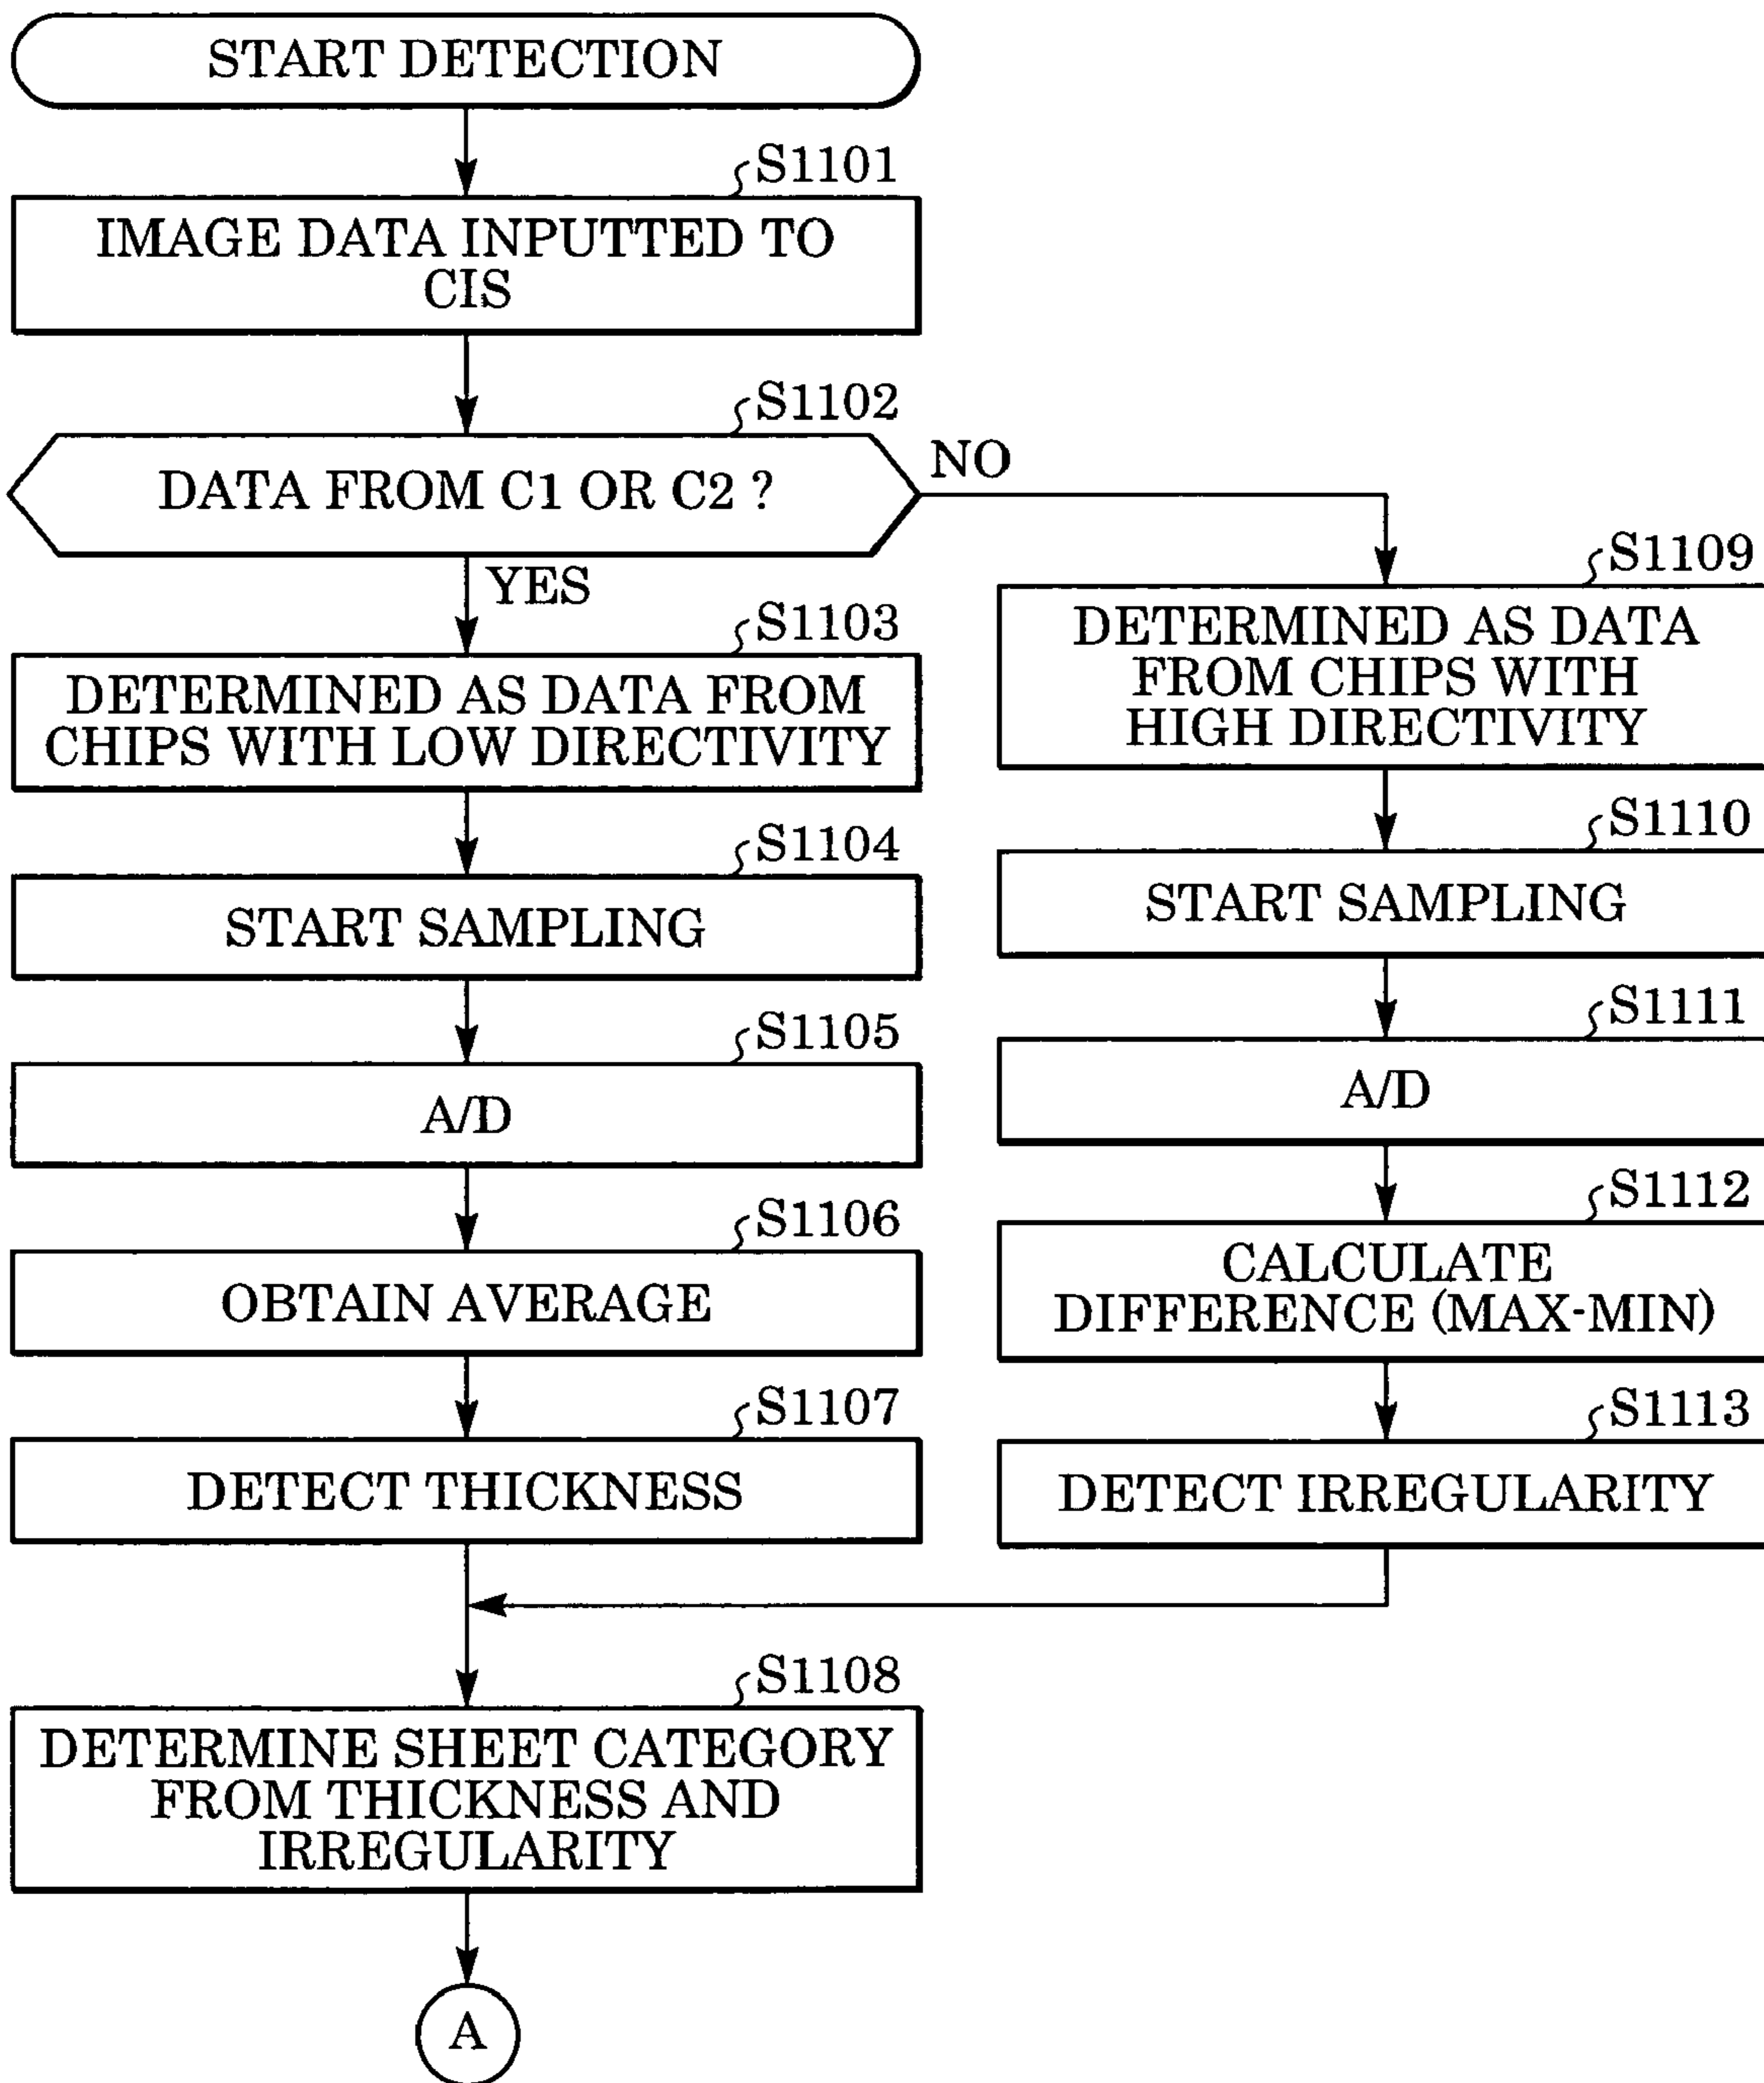 START DETECTION
S1101
IMAGE DATA INPUTTED TO
CIS
S1102
DATA FROM C1 OR C2 ?
NO
YES
S1103
DETERMINED AS DATA FROM
CHIPS WITH LOW DIRECTIVITY
S1104
START SAMPLING
S1105
A/D
S1106
OBTAIN AVERAGE
S1107
DETECT THICKNESS
S1109
DETERMINED AS DATA
FROM CHIPS WITH
HIGH DIRECTIVITY
S1110
START SAMPLING
S1111
A/D
S1112
CALCULATE
DIFFERENCE (MAX-MIN)
S1113
DETECT IRREGULARITY
S1108
DETERMINE SHEET CATEGORY
FROM THICKNESS AND
IRREGULARITY
A